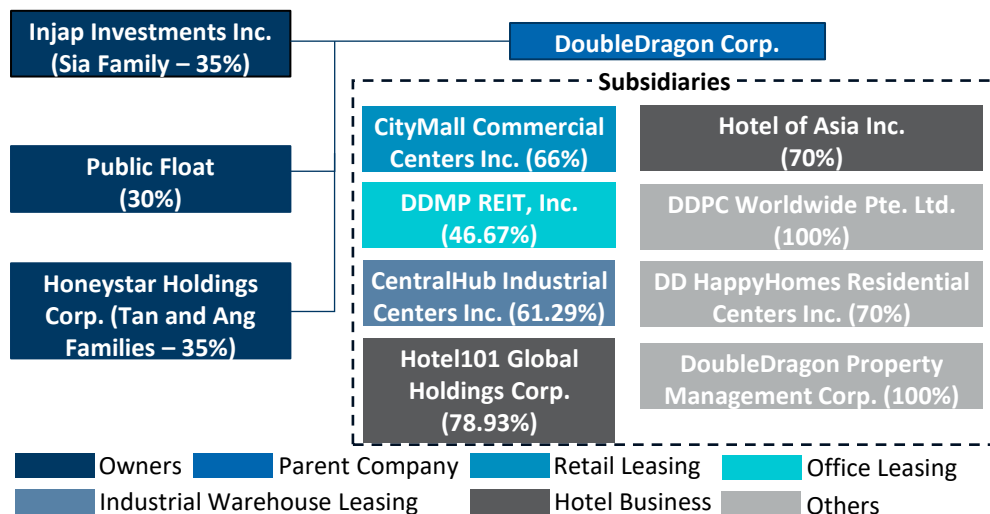 Injap Investments Inc.
(Sia Family – 35%)
DoubleDragon Corp.
Subsidiaries
Public Float
(30%)
Honeystar Holdings
Corp. (Tan and Ang
Families – 35%)
CityMall Commercial
Centers Inc. (66%)
DDMP REIT, Inc.
(46.67%)
CentralHub Industrial
Centers Inc. (61.29%)
Hotel101 Global
Holdings Corp.
(78.93%)
Hotel of Asia Inc.
(70%)
DDPC Worldwide Pte. Ltd.
(100%)
DD HappyHomes Residential
Centers Inc. (70%)
DoubleDragon Property
Management Corp. (100%)
Owners
Parent Company
Retail Leasing
Office Leasing
Industrial Warehouse Leasing
Hotel Business
Others